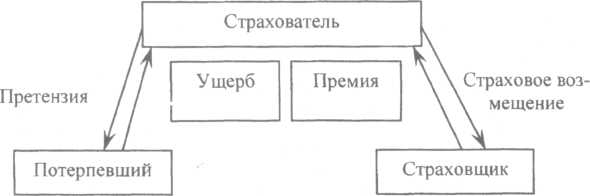 Страхователь
Ущерб
Премия
Претензия
Страховое воз-
мещение
Потерпевший
Страховщик